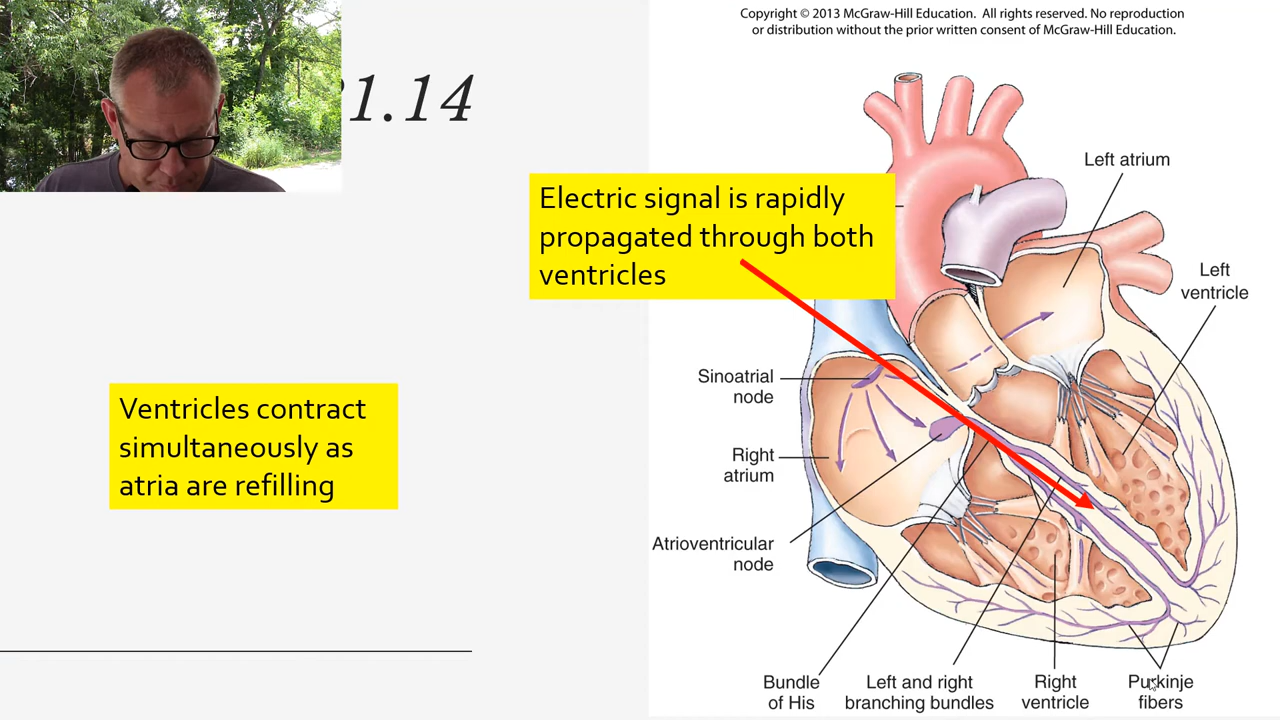 Copyright © 2013 McGraw-Hill Education. All rights reserved. No reproduction
or distribution without the prior written consent of McGraw-Hill Education.
1.14
Electric signal is rapidly
propagated through both
ventricles
Ventricles contract
simultaneously as
atria are refilling
Left atrium
Left
ventricle
Sinoatrial
node
Right
atrium
Atrioventricular
node
Bundle
of His
Left and right
branching bundles
Right
ventricle
Purkinje
fibers